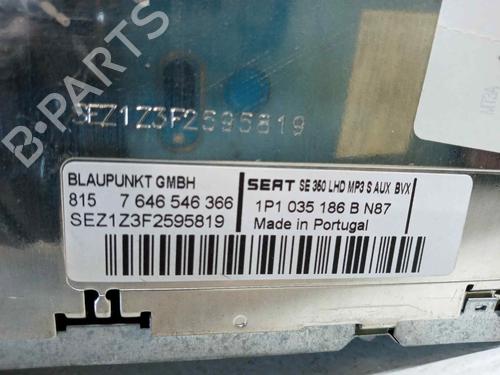 B-PARTS
SEZ1Z3F2595819
BLAUPUNKT GMBH
815 7 646 546 366
SEZ1Z3F2595819
SEAT SE 350 LHD MP3 S AUX BVX
1P1 035 186 B N87
Made in Portugal